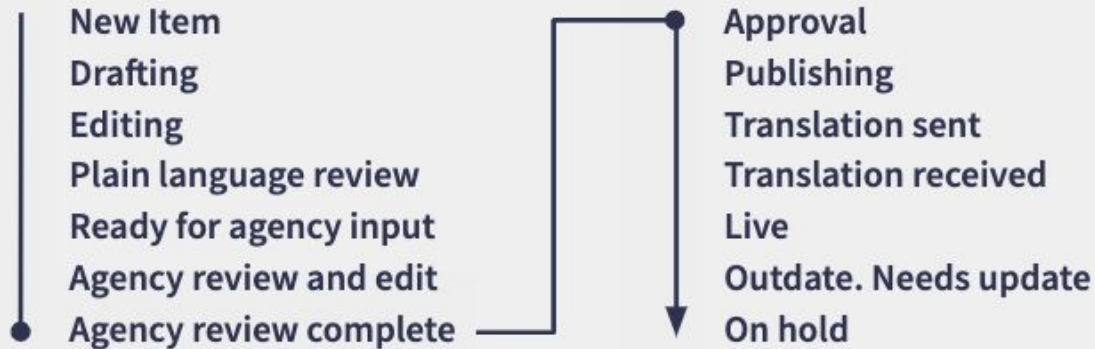 New Item
Drafting
Editing
Plain language review
Ready for agency input
Agency review and edit
Agency review complete
Approval
Publishing
Translation sent
Translation received
Live
Outdate. Needs update
On hold